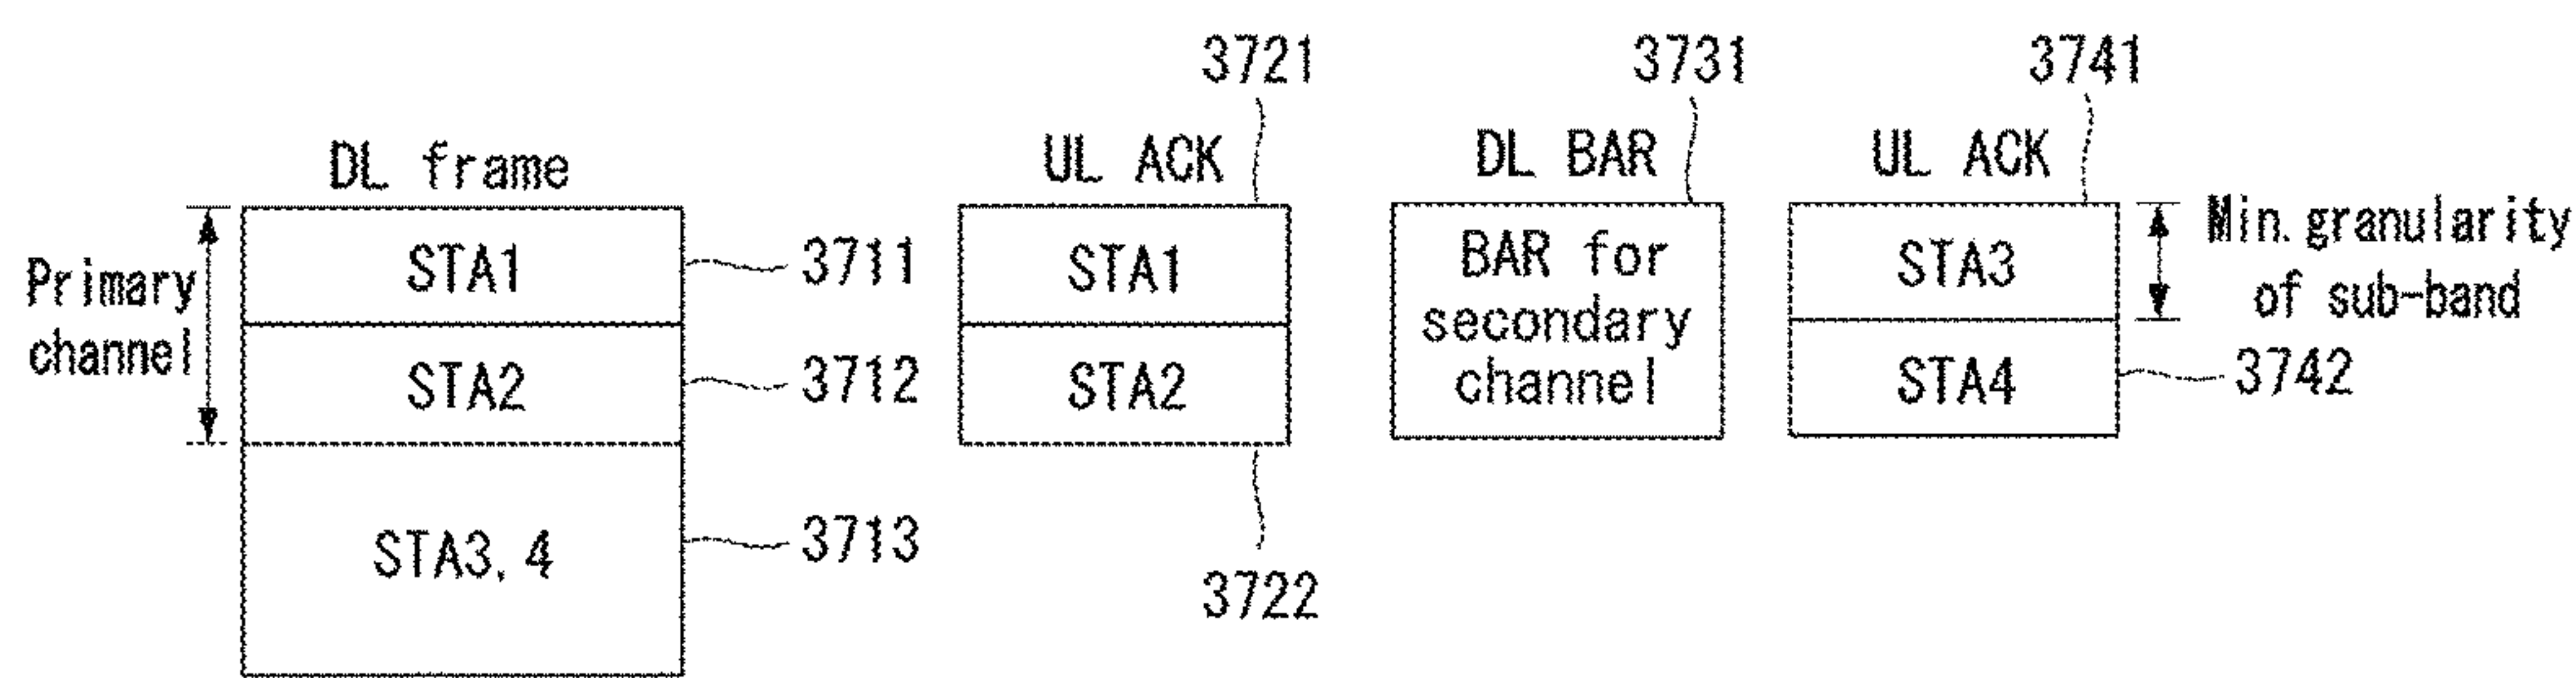 3721
3731
3741
DL frame
UL ACK
DL BAR
UL ACK
Primary
channel
STA1
3711
STA2
3712
STA3, 4
3713
STA1
STA2
3722
BAR for
secondary
channel
STA3
STA4
3742
Min. granularity
of sub-band